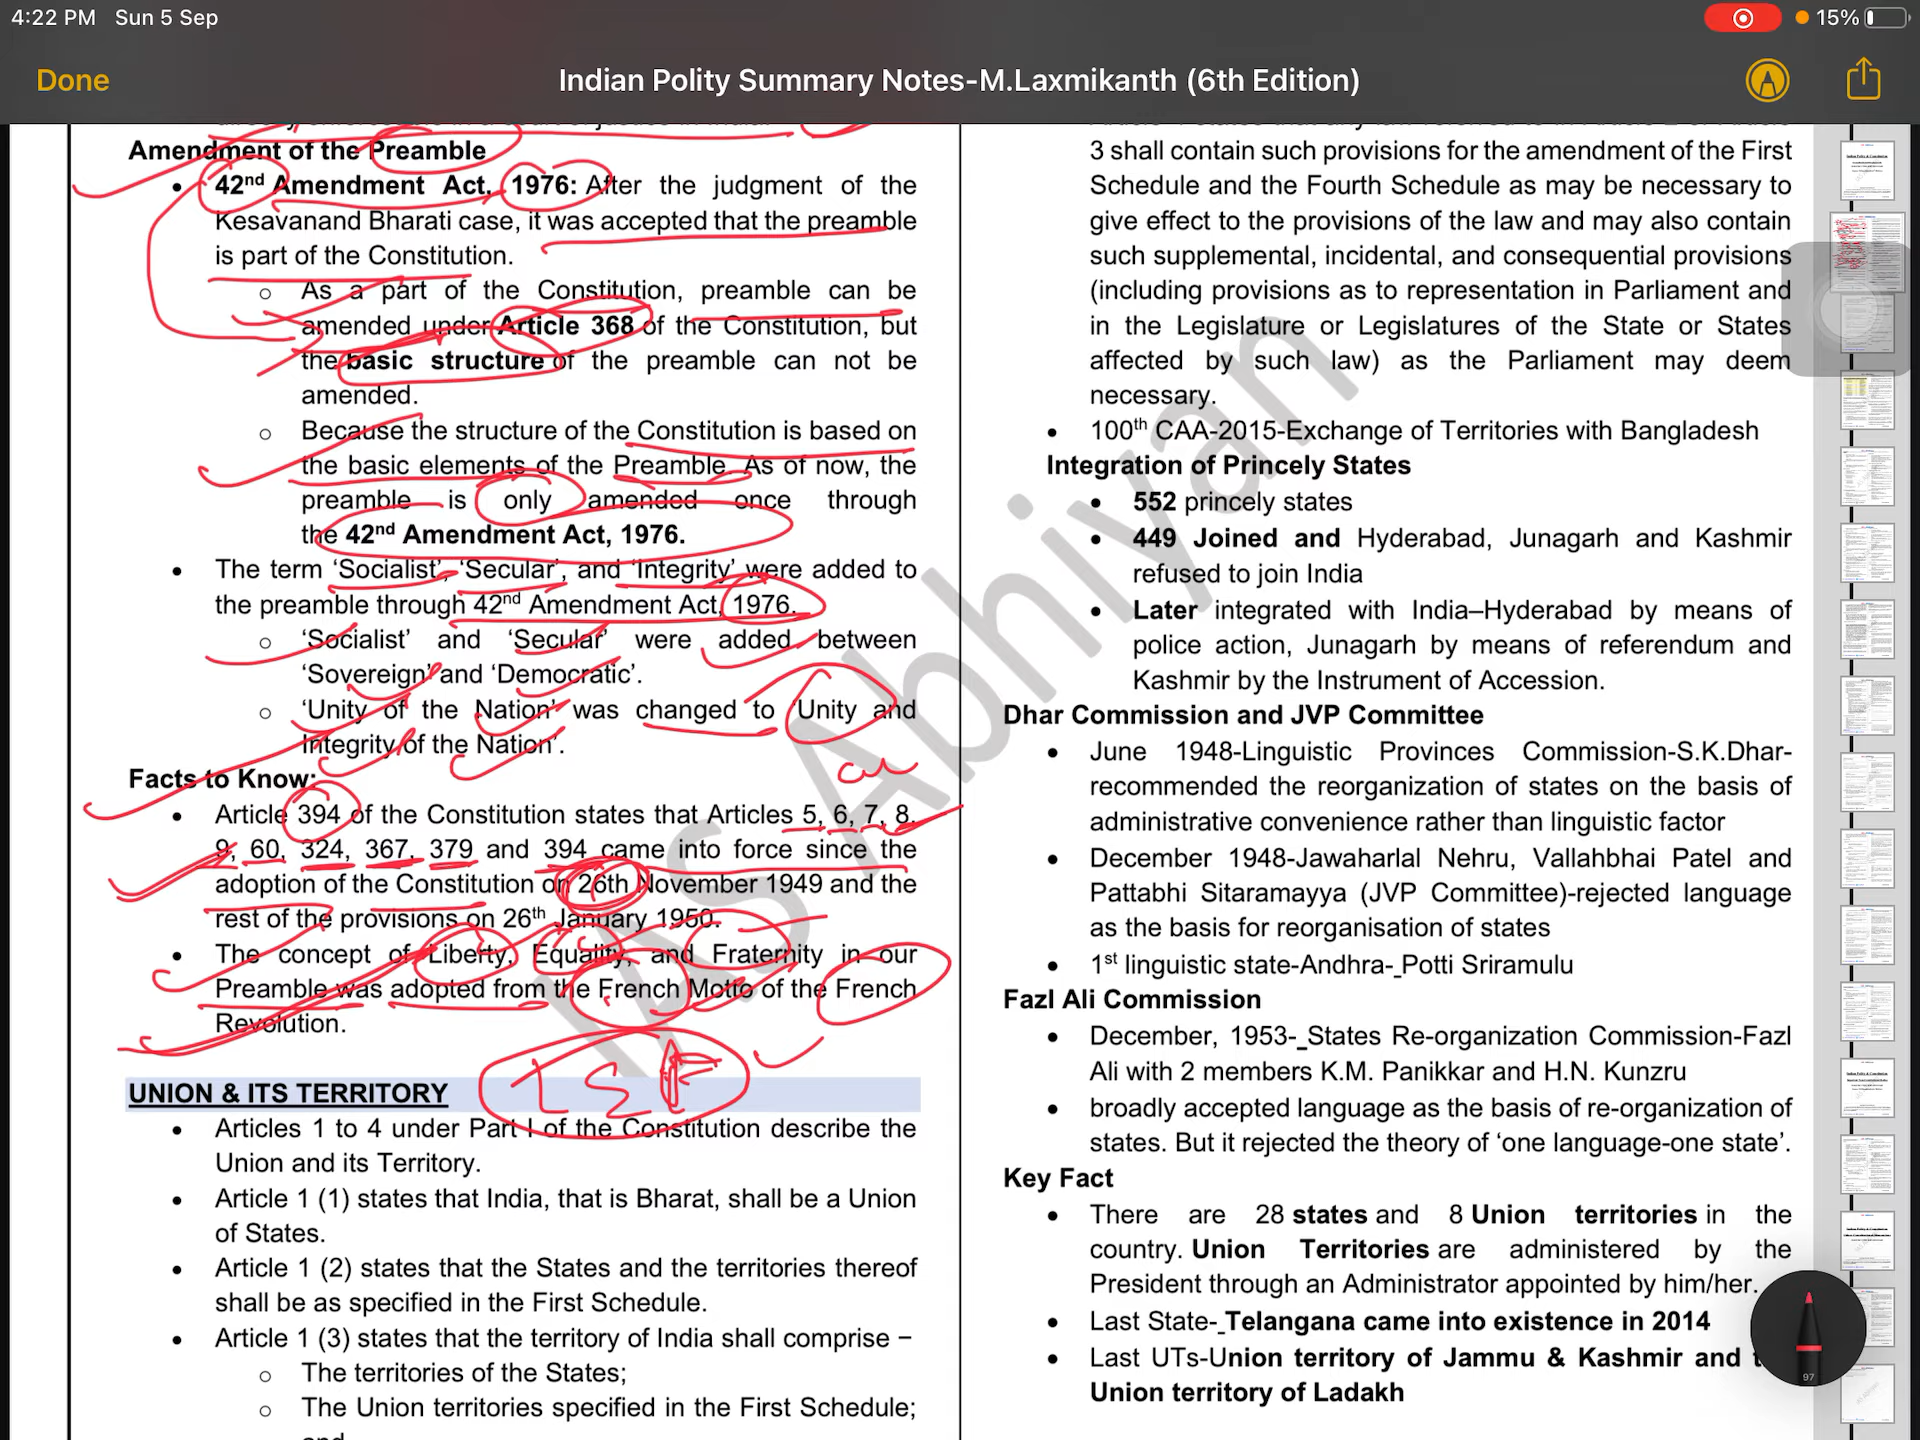 4:22 PM Sun 5 Sep
15%
Done
Indian Polity Summary Notes-M.Laxmikanth (6th Edition)
Amendment of the Preamble
• 42nd Amendment Act, 1976: After the judgment of the
Kesavanand Bharati case, it was accepted that the preamble
is part of the Constitution.
o As a part of the Constitution, preamble can be
amended under Article 368 of the Constitution, but
the basic structure of the preamble can not be
amended.
o Because the structure of the Constitution is based on
the basic elements of the Preamble. As of now, the
preamble is only amended once through
the 42nd Amendment Act, 1976.
• The term ‘Socialist’, ‘Secular’, and ‘Integrity’ were added to
the preamble through 42nd Amendment Act, 1976.
o ‘Socialist’ and ‘Secular’ were added between
‘Sovereign’ and ‘Democratic’.
o ‘Unity of the Nation’ was changed to ‘Unity and
Integrity of the Nation’.
Facts to Know:
• Article 394 of the Constitution states that Articles 5, 6, 7, 8,
9, 60, 324, 367, 379 and 394 came into force since the
adoption of the Constitution on 26th November 1949 and the
rest of the provisions on 26th January 1950.
• The concept of Liberty, Equality, and Fraternity in our
Preamble was adopted from the French Motto of the French
Revolution.
UNION & ITS TERRITORY
• Articles 1 to 4 under Part I of the Constitution describe the
Union and its Territory.
• Article 1 (1) states that India, that is Bharat, shall be a Union
of States.
• Article 1 (2) states that the States and the territories thereof
shall be as specified in the First Schedule.
• Article 1 (3) states that the territory of India shall comprise −
o The territories of the States;
o The Union territories specified in the First Schedule;
3 shall contain such provisions for the amendment of the First
Schedule and the Fourth Schedule as may be necessary to
give effect to the provisions of the law and may also contain
such supplemental, incidental, and consequential provisions
(including provisions as to representation in Parliament and
in the Legislature or Legislatures of the State or States
affected by such law) as the Parliament may deem
necessary.
• 100th CAA-2015-Exchange of Territories with Bangladesh
Integration of Princely States
• 552 princely states
• 449 Joined and Hyderabad, Junagarh and Kashmir
refused to join India
• Later integrated with India–Hyderabad by means of
police action, Junagarh by means of referendum and
Kashmir by the Instrument of Accession.
Dhar Commission and JVP Committee
• June 1948-Linguistic Provinces Commission-S.K.Dhar-
recommended the reorganization of states on the basis of
administrative convenience rather than linguistic factor
• December 1948-Jawaharlal Nehru, Vallahbhai Patel and
Pattabhi Sitaramayya (JVP Committee)-rejected language
as the basis for reorganisation of states
• 1st linguistic state-Andhra- Potti Sriramulu
Fazl Ali Commission
• December, 1953- States Re-organization Commission-Fazl
Ali with 2 members K.M. Panikkar and H.N. Kunzru
• broadly accepted language as the basis of re-organization of
states. But it rejected the theory of ‘one language-one state’.
Key Fact
• There are 28 states and 8 Union territories in the
country. Union Territories are administered by the
President through an Administrator appointed by him/her.
• Last State- Telangana came into existence in 2014
• Last UTs-Union territory of Jammu & Kashmir and
Union territory of Ladakh
IAS Abhiyan
97